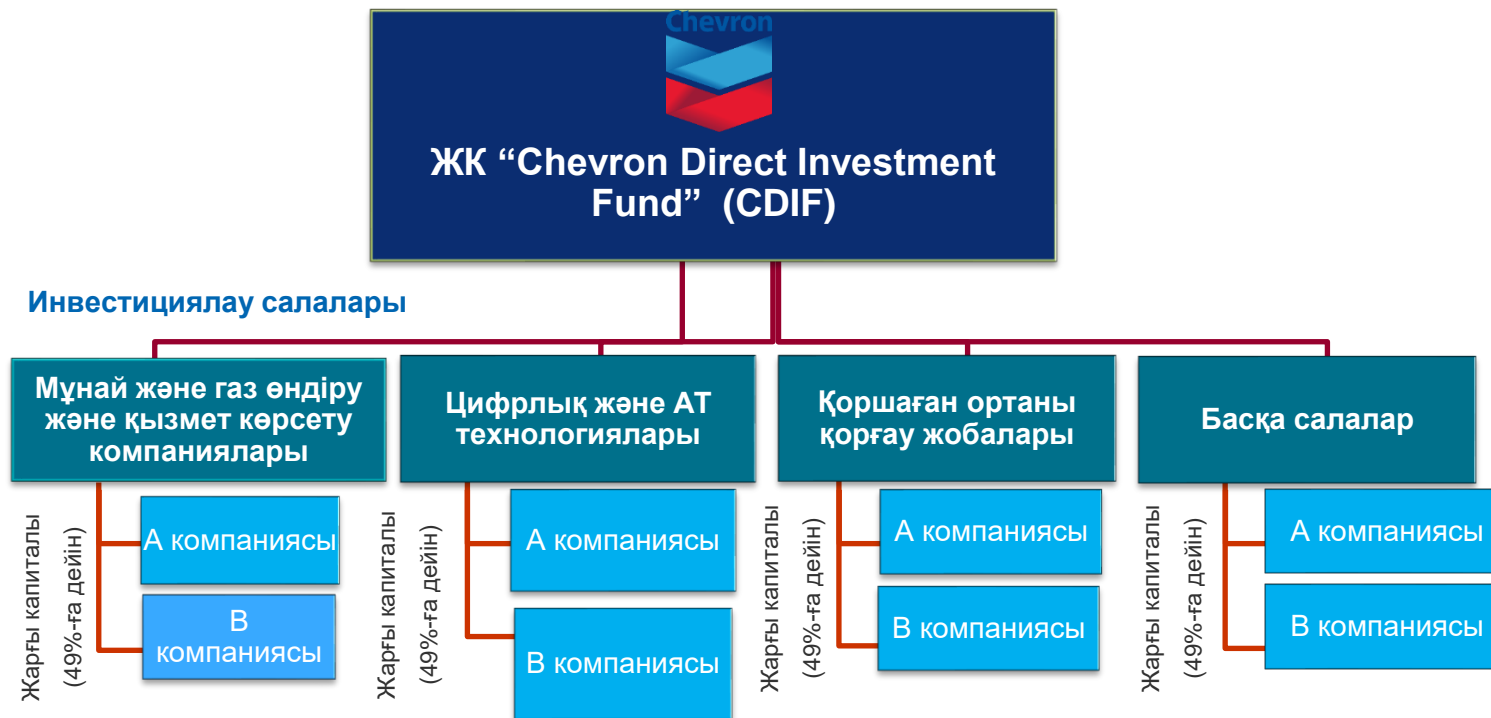 Chevron
ЖК “Chevron Direct Investment
Fund” (CDIF)
Инвестициялау салалары
Мұнай және газ өндіру
және қызмет көрсету
компаниялары
Жарғы капиталы
(49%-ға дейін)
А компаниясы
В
компаниясы
Цифрлық және АТ
технологиялары
Жарғы капиталы
(49%-ға дейін)
А компаниясы
В компаниясы
Қоршаған ортаны
қорғау жобалары
Жарғы капиталы
(49%-ға дейін)
А компаниясы
В компаниясы
Басқа салалар
Жарғы капиталы
(49%-ға дейін)
А компаниясы
В компаниясы